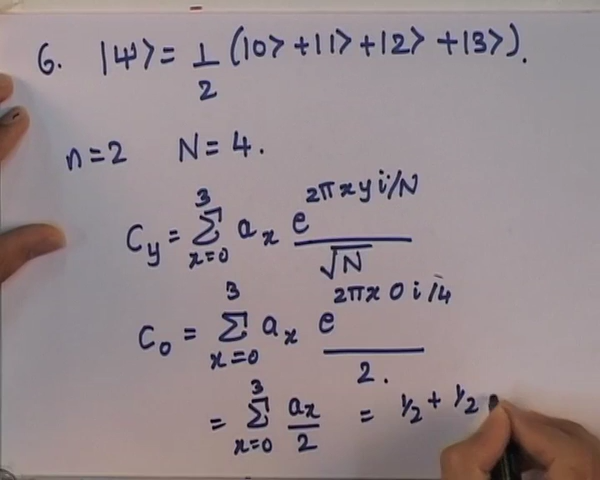 6. |Ψ⟩ = 1/2 (|0⟩ + |1⟩ + |2⟩ + |3⟩).
n=2 N=4.
C_y = Σ_{x=0}^{3} a_x e^{2πxyi/N} / √N
C_0 = Σ_{x=0}^{3} a_x e^{2πx0i/4} / 2.
= Σ_{x=0}^{3} a_x/2 = 1/2 + 1/2